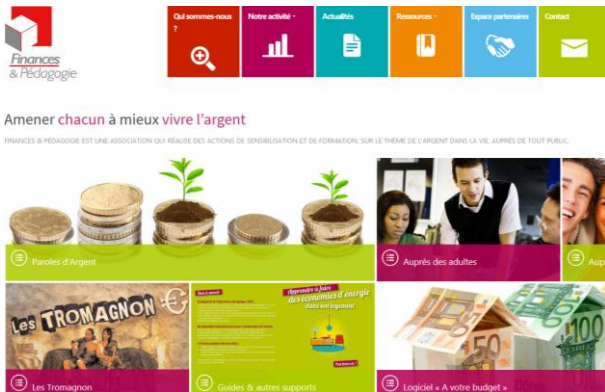 Qui sommes-nous ?
Notre activité
Actualités
Ressources
Espace partenaires
Contact
Finances
& Pédagogie
Amener chacun à mieux vivre l'argent
FINANCES & PÉDAGOGIE EST UNE ASSOCIATION QUI RÉALISE DES ACTIONS DE SENSIBILISATION ET DE FORMATION, SUR LE THÈME DE L'ARGENT DANS LA VIE, AUPRÈS DE TOUT PUBLIC.
Paroles d'Argent
Auprès des adultes
Aup
Les TROMAGNON €
Apprendre à faire
des économies d'énergie
dans son logement
50
100
Les Tromagnon
Guides & autres supports
Logiciel « A votre budget »